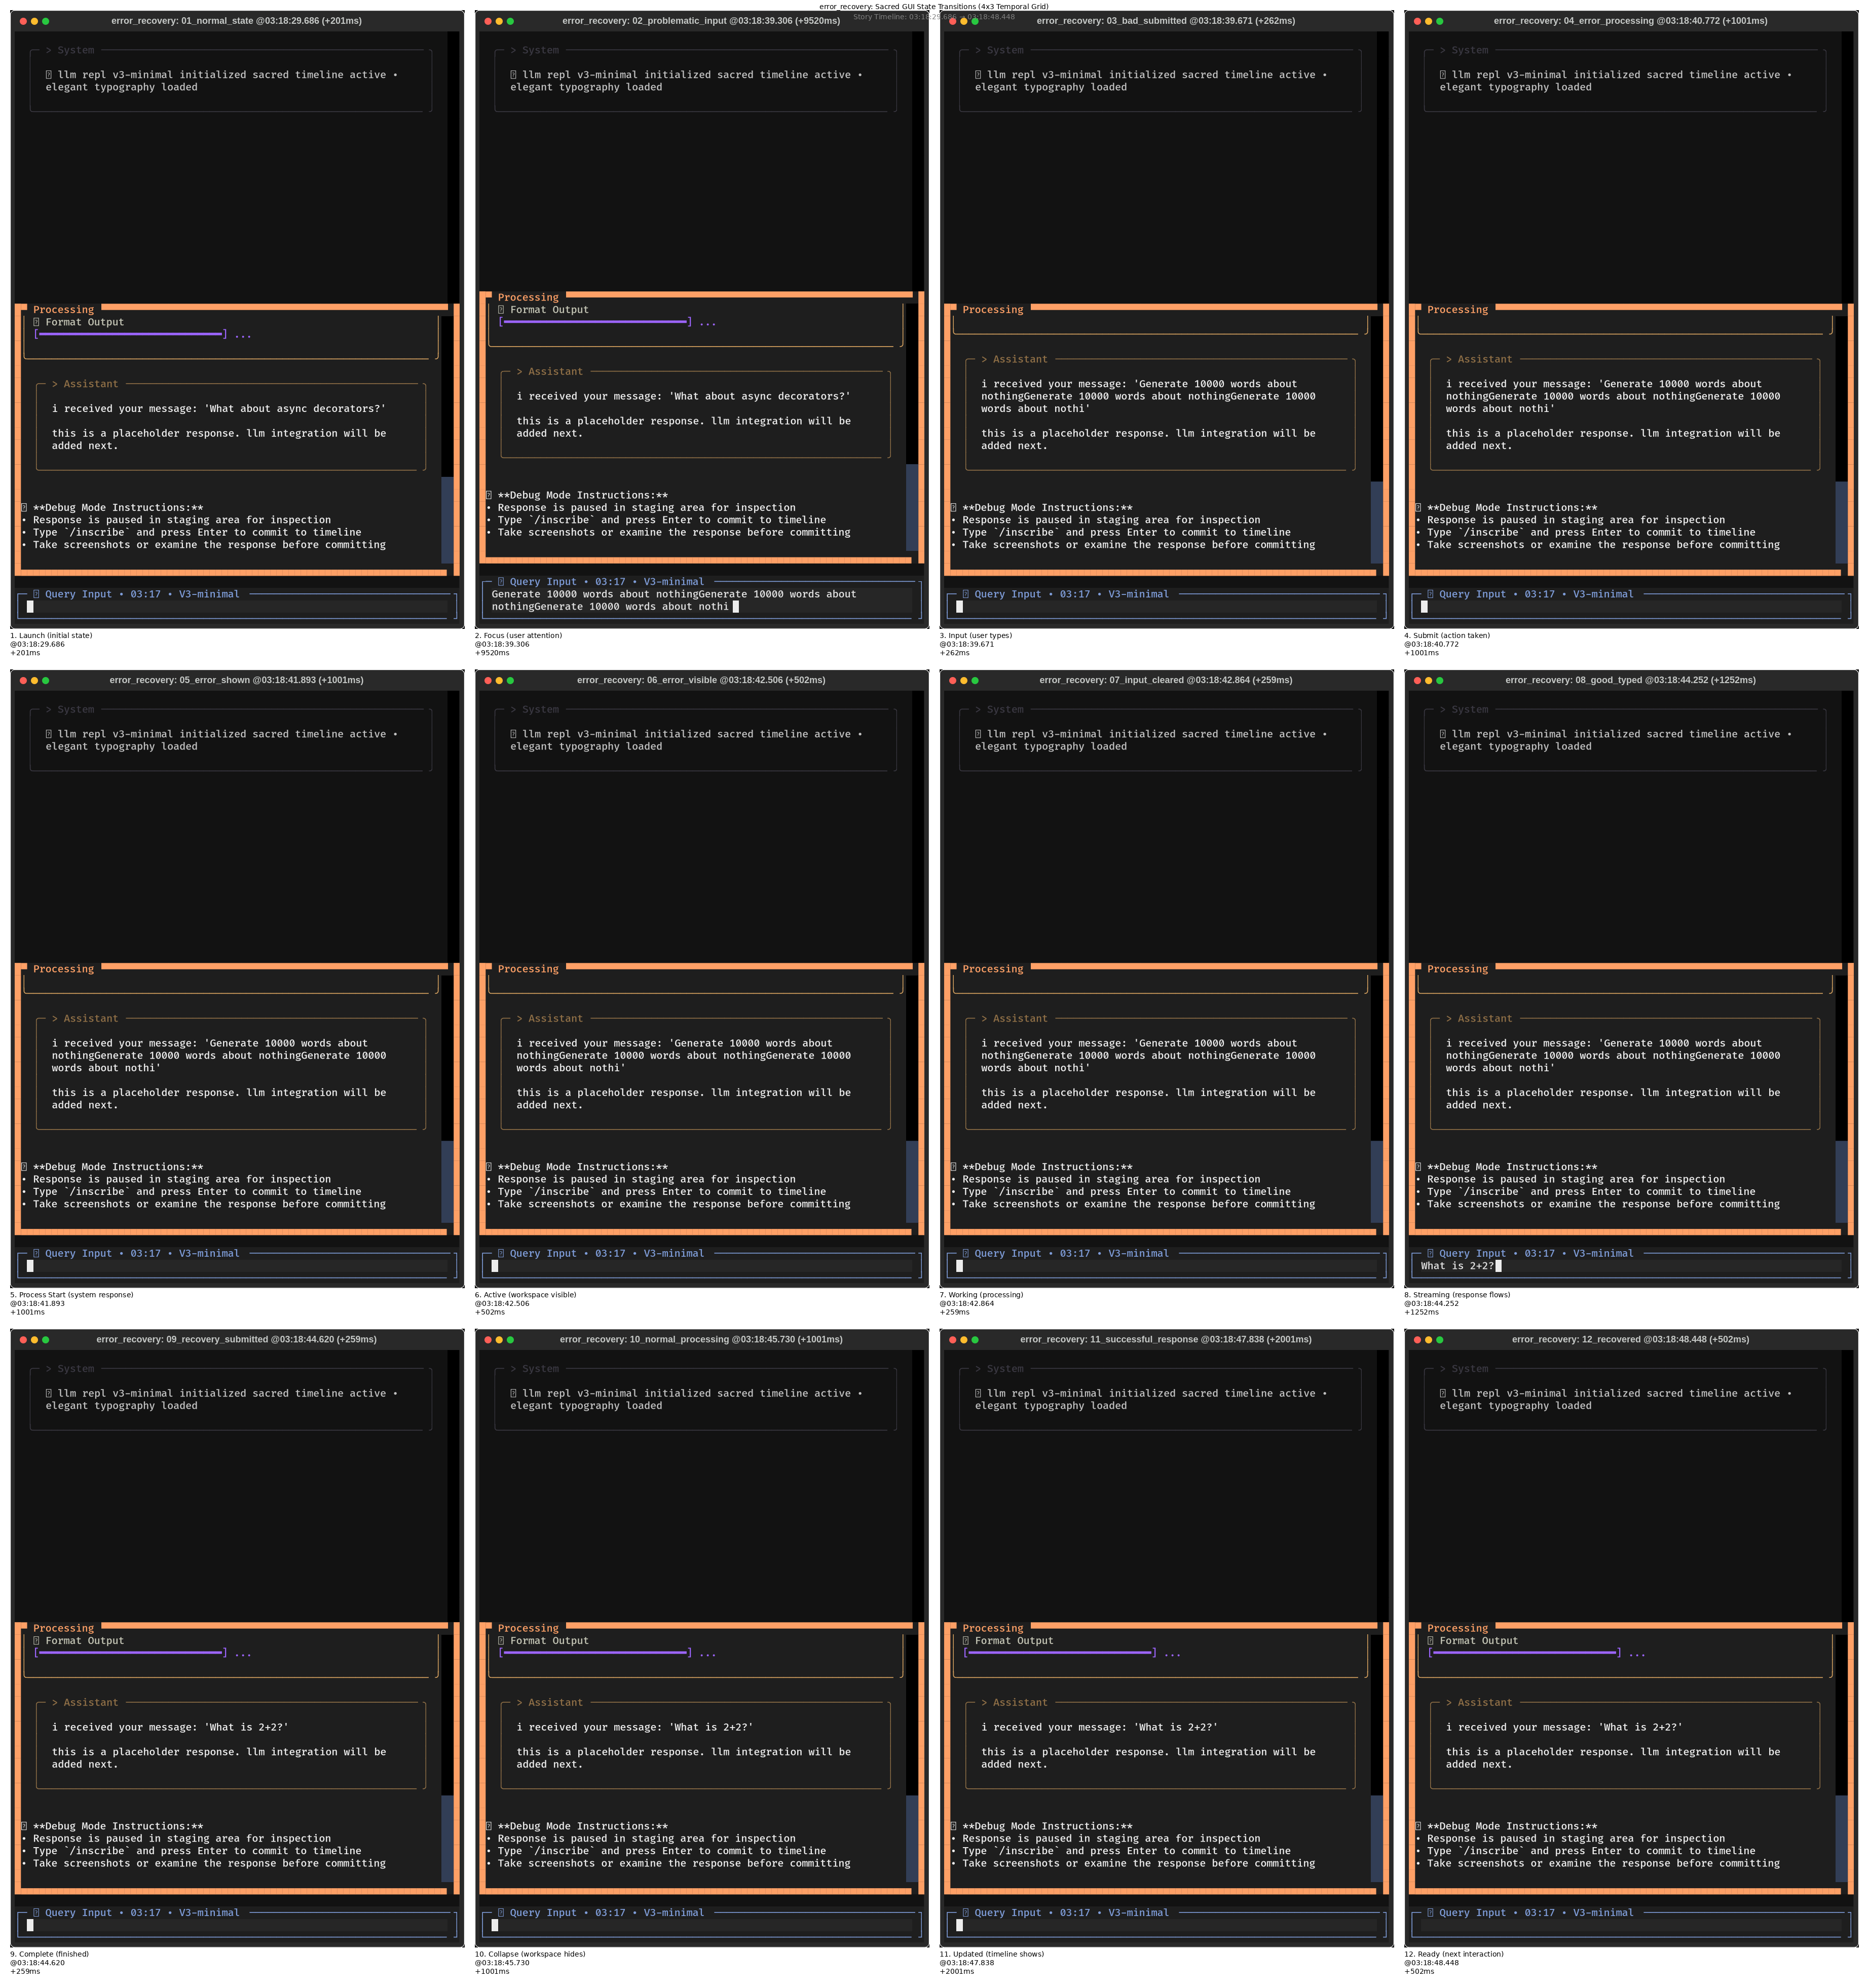 error_recovery: Sacred GUI State Transitions (4x3 Temporal Grid)
Story Timeline: 03:18:29.686 → 03:18:48.448
error_recovery: 01_normal_state @03:18:29.686 (+201ms)
> System
llm repl v3-minimal initialized sacred timeline active •
elegant typography loaded
Processing
Format Output
[━━━━━━━━━━━━━━━━━━━━━━━━━━━━━━] ...
> Assistant
i received your message: 'What about async decorators?'
this is a placeholder response. llm integration will be
added next.
**Debug Mode Instructions:**
• Response is paused in staging area for inspection
• Type `/inscribe` and press Enter to commit to timeline
• Take screenshots or examine the response before committing
Query Input • 03:17 • V3-minimal
1. Launch (initial state)
@03:18:29.686
+201ms
error_recovery: 02_problematic_input @03:18:39.306 (+9520ms)
> System
llm repl v3-minimal initialized sacred timeline active •
elegant typography loaded
Processing
Format Output
[━━━━━━━━━━━━━━━━━━━━━━━━━━━━━━] ...
> Assistant
i received your message: 'What about async decorators?'
this is a placeholder response. llm integration will be
added next.
**Debug Mode Instructions:**
• Response is paused in staging area for inspection
• Type `/inscribe` and press Enter to commit to timeline
• Take screenshots or examine the response before committing
Query Input • 03:17 • V3-minimal
Generate 10000 words about nothingGenerate 10000 words about
nothingGenerate 10000 words about nothi
2. Focus (user attention)
@03:18:39.306
+9520ms
error_recovery: 03_bad_submitted @03:18:39.671 (+262ms)
> System
llm repl v3-minimal initialized sacred timeline active •
elegant typography loaded
Processing
> Assistant
i received your message: 'Generate 10000 words about
nothingGenerate 10000 words about nothingGenerate 10000
words about nothi'
this is a placeholder response. llm integration will be
added next.
**Debug Mode Instructions:**
• Response is paused in staging area for inspection
• Type `/inscribe` and press Enter to commit to timeline
• Take screenshots or examine the response before committing
Query Input • 03:17 • V3-minimal
3. Input (user types)
@03:18:39.671
+262ms
error_recovery: 04_error_processing @03:18:40.772 (+1001ms)
> System
llm repl v3-minimal initialized sacred timeline active •
elegant typography loaded
Processing
> Assistant
i received your message: 'Generate 10000 words about
nothingGenerate 10000 words about nothingGenerate 10000
words about nothi'
this is a placeholder response. llm integration will be
added next.
**Debug Mode Instructions:**
• Response is paused in staging area for inspection
• Type `/inscribe` and press Enter to commit to timeline
• Take screenshots or examine the response before committing
Query Input • 03:17 • V3-minimal
4. Submit (action taken)
@03:18:40.772
+1001ms
error_recovery: 05_error_shown @03:18:41.893 (+1001ms)
> System
llm repl v3-minimal initialized sacred timeline active •
elegant typography loaded
Processing
> Assistant
i received your message: 'Generate 10000 words about
nothingGenerate 10000 words about nothingGenerate 10000
words about nothi'
this is a placeholder response. llm integration will be
added next.
**Debug Mode Instructions:**
• Response is paused in staging area for inspection
• Type `/inscribe` and press Enter to commit to timeline
• Take screenshots or examine the response before committing
Query Input • 03:17 • V3-minimal
5. Process Start (system response)
@03:18:41.893
+1001ms
error_recovery: 06_error_visible @03:18:42.506 (+502ms)
> System
llm repl v3-minimal initialized sacred timeline active •
elegant typography loaded
Processing
> Assistant
i received your message: 'Generate 10000 words about
nothingGenerate 10000 words about nothingGenerate 10000
words about nothi'
this is a placeholder response. llm integration will be
added next.
**Debug Mode Instructions:**
• Response is paused in staging area for inspection
• Type `/inscribe` and press Enter to commit to timeline
• Take screenshots or examine the response before committing
Query Input • 03:17 • V3-minimal
6. Active (workspace visible)
@03:18:42.506
+502ms
error_recovery: 07_input_cleared @03:18:42.864 (+259ms)
> System
llm repl v3-minimal initialized sacred timeline active •
elegant typography loaded
Processing
> Assistant
i received your message: 'Generate 10000 words about
nothingGenerate 10000 words about nothingGenerate 10000
words about nothi'
this is a placeholder response. llm integration will be
added next.
**Debug Mode Instructions:**
• Response is paused in staging area for inspection
• Type `/inscribe` and press Enter to commit to timeline
• Take screenshots or examine the response before committing
Query Input • 03:17 • V3-minimal
7. Working (processing)
@03:18:42.864
+259ms
error_recovery: 08_good_typed @03:18:44.252 (+1252ms)
> System
llm repl v3-minimal initialized sacred timeline active •
elegant typography loaded
Processing
> Assistant
i received your message: 'Generate 10000 words about
nothingGenerate 10000 words about nothingGenerate 10000
words about nothi'
this is a placeholder response. llm integration will be
added next.
**Debug Mode Instructions:**
• Response is paused in staging area for inspection
• Type `/inscribe` and press Enter to commit to timeline
• Take screenshots or examine the response before committing
Query Input • 03:17 • V3-minimal
What is 2+2?
8. Streaming (response flows)
@03:18:44.252
+1252ms
error_recovery: 09_recovery_submitted @03:18:44.620 (+259ms)
> System
llm repl v3-minimal initialized sacred timeline active •
elegant typography loaded
Processing
Format Output
[━━━━━━━━━━━━━━━━━━━━━━━━━━━━━━] ...
> Assistant
i received your message: 'What is 2+2?'
this is a placeholder response. llm integration will be
added next.
**Debug Mode Instructions:**
• Response is paused in staging area for inspection
• Type `/inscribe` and press Enter to commit to timeline
• Take screenshots or examine the response before committing
Query Input • 03:17 • V3-minimal
9. Complete (finished)
@03:18:44.620
+259ms
error_recovery: 10_normal_processing @03:18:45.730 (+1001ms)
> System
llm repl v3-minimal initialized sacred timeline active •
elegant typography loaded
Processing
Format Output
[━━━━━━━━━━━━━━━━━━━━━━━━━━━━━━] ...
> Assistant
i received your message: 'What is 2+2?'
this is a placeholder response. llm integration will be
added next.
**Debug Mode Instructions:**
• Response is paused in staging area for inspection
• Type `/inscribe` and press Enter to commit to timeline
• Take screenshots or examine the response before committing
Query Input • 03:17 • V3-minimal
10. Collapse (workspace hides)
@03:18:45.730
+1001ms
error_recovery: 11_successful_response @03:18:47.838 (+2001ms)
> System
llm repl v3-minimal initialized sacred timeline active •
elegant typography loaded
Processing
Format Output
[━━━━━━━━━━━━━━━━━━━━━━━━━━━━━━] ...
> Assistant
i received your message: 'What is 2+2?'
this is a placeholder response. llm integration will be
added next.
**Debug Mode Instructions:**
• Response is paused in staging area for inspection
• Type `/inscribe` and press Enter to commit to timeline
• Take screenshots or examine the response before committing
Query Input • 03:17 • V3-minimal
11. Updated (timeline shows)
@03:18:47.838
+2001ms
error_recovery: 12_recovered @03:18:48.448 (+502ms)
> System
llm repl v3-minimal initialized sacred timeline active •
elegant typography loaded
Processing
Format Output
[━━━━━━━━━━━━━━━━━━━━━━━━━━━━━━] ...
> Assistant
i received your message: 'What is 2+2?'
this is a placeholder response. llm integration will be
added next.
**Debug Mode Instructions:**
• Response is paused in staging area for inspection
• Type `/inscribe` and press Enter to commit to timeline
• Take screenshots or examine the response before committing
Query Input • 03:17 • V3-minimal
12. Ready (next interaction)
@03:18:48.448
+502ms